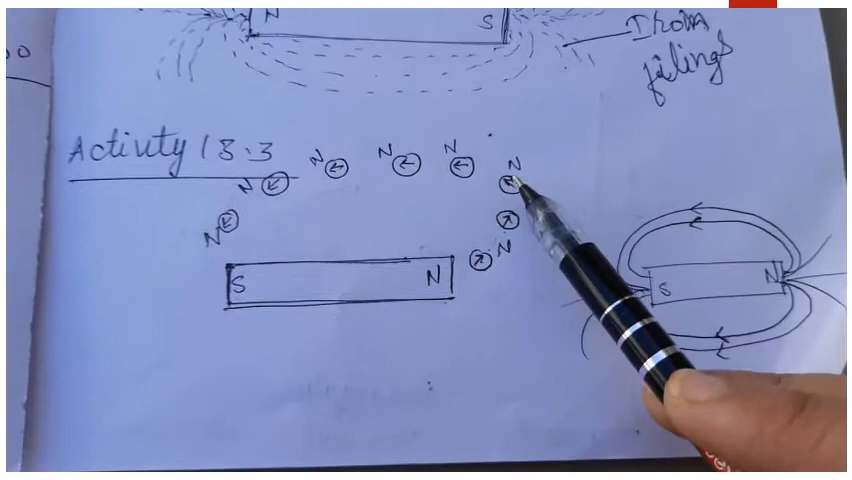 N S
Iron
filings
Activity 18.3
N N N N N
N
N
N
S N
S N